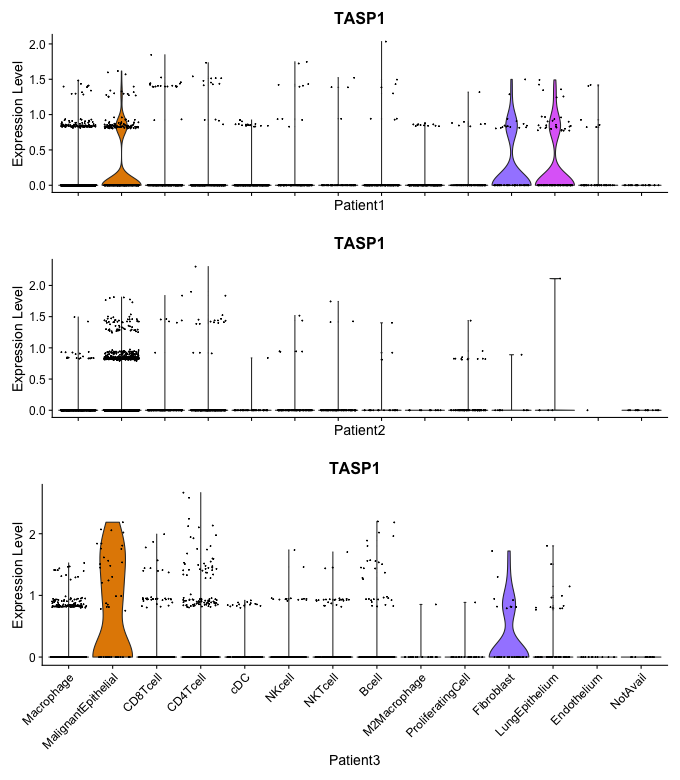 TASP1
Expression Level
2.0
1.5
1.0
0.5
0.0
Patient1
TASP1
Expression Level
2.0
1.5
1.0
0.5
0.0
Patient2
TASP1
Expression Level
2
1
0
Macrophage
MalignantEpithelial
CD8Tcell
CD4Tcell
cDC
NKcell
NKTcell
Bcell
M2Macrophage
ProliferatingCell
Fibroblast
LungEpithelium
Endothelium
NotAvail
Patient3